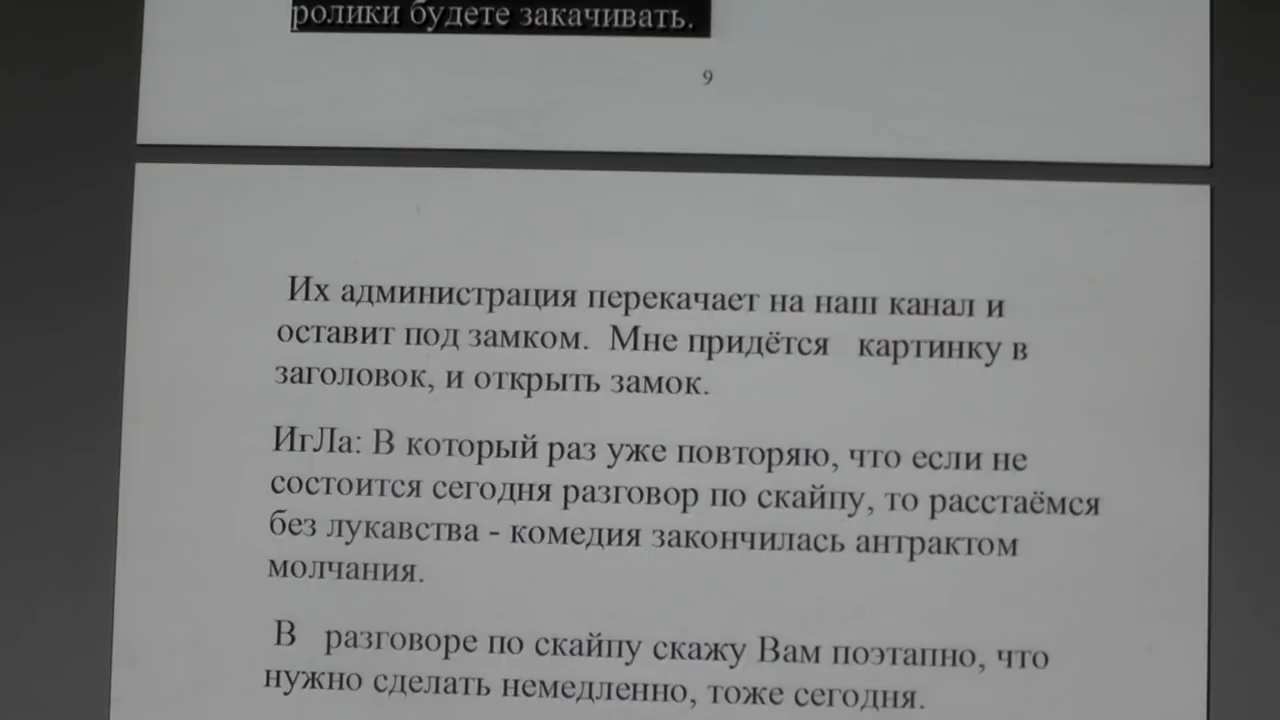 ролики будете закачивать.
9
Их администрация перекачает на наш канал и
оставит под замком. Мне придётся картинку в
заголовок, и открыть замок.
ИгЛа: В который раз уже повторяю, что если не
состоится сегодня разговор по скайпу, то расстаёмся
без лукавства - комедия закончилась антрактом
молчания.
В разговоре по скайпу скажу Вам поэтапно, что
нужно сделать немедленно, тоже сегодня.